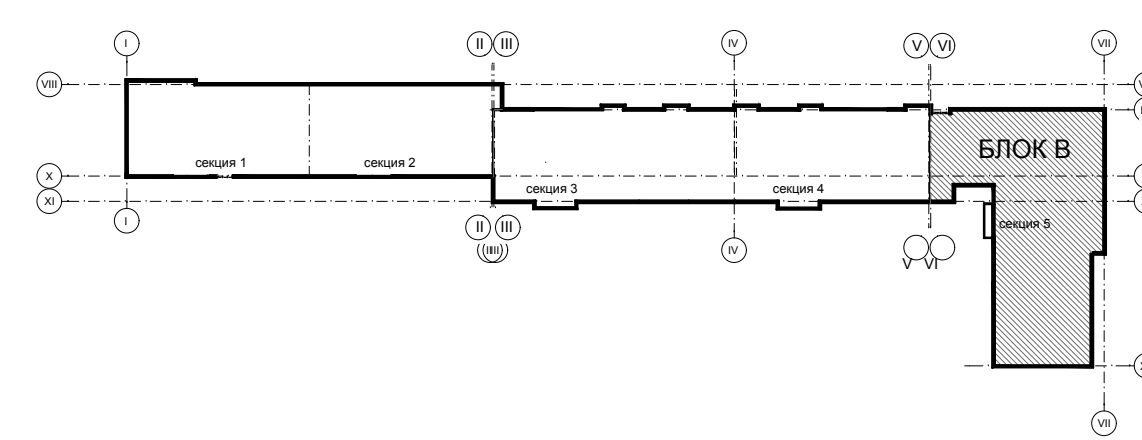 I
II III
IV
V VI
VII
VIII
БЛОК В
секция 1
секция 2
X
секция 3
секция 4
XI
I
II III
секция 5
IV
V VI
VII